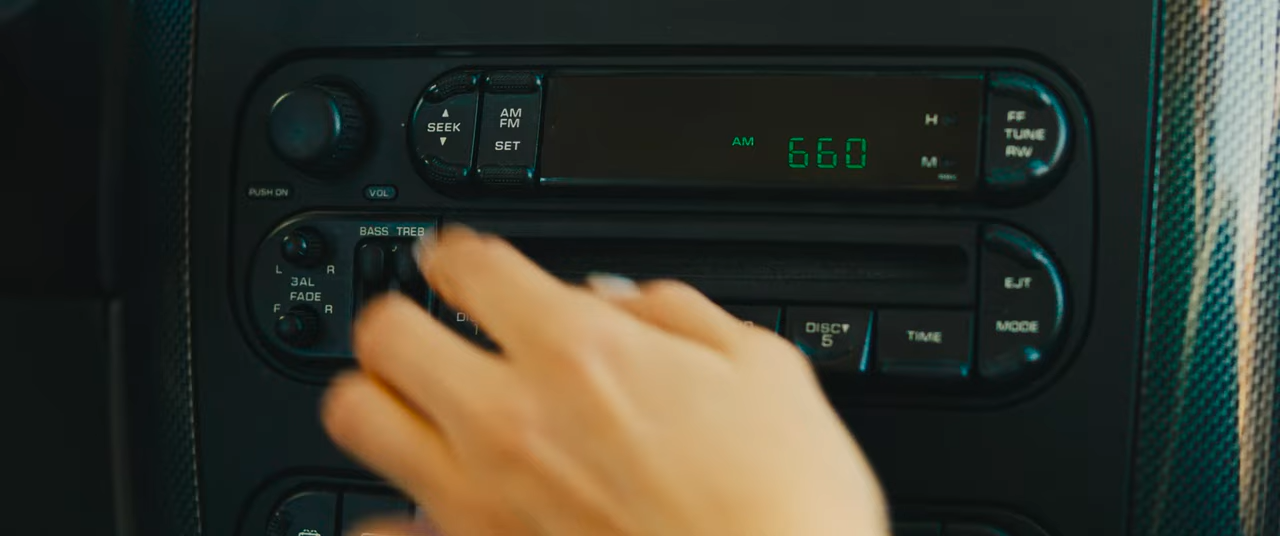 SEEK
AM
FM
SET
AM 660
H
M
FF
TUNE
RW
PUSH ON
VOL
BASS TREB
L R
BAL
FADE
F R
EJT
MODE
DISC
5
TIME